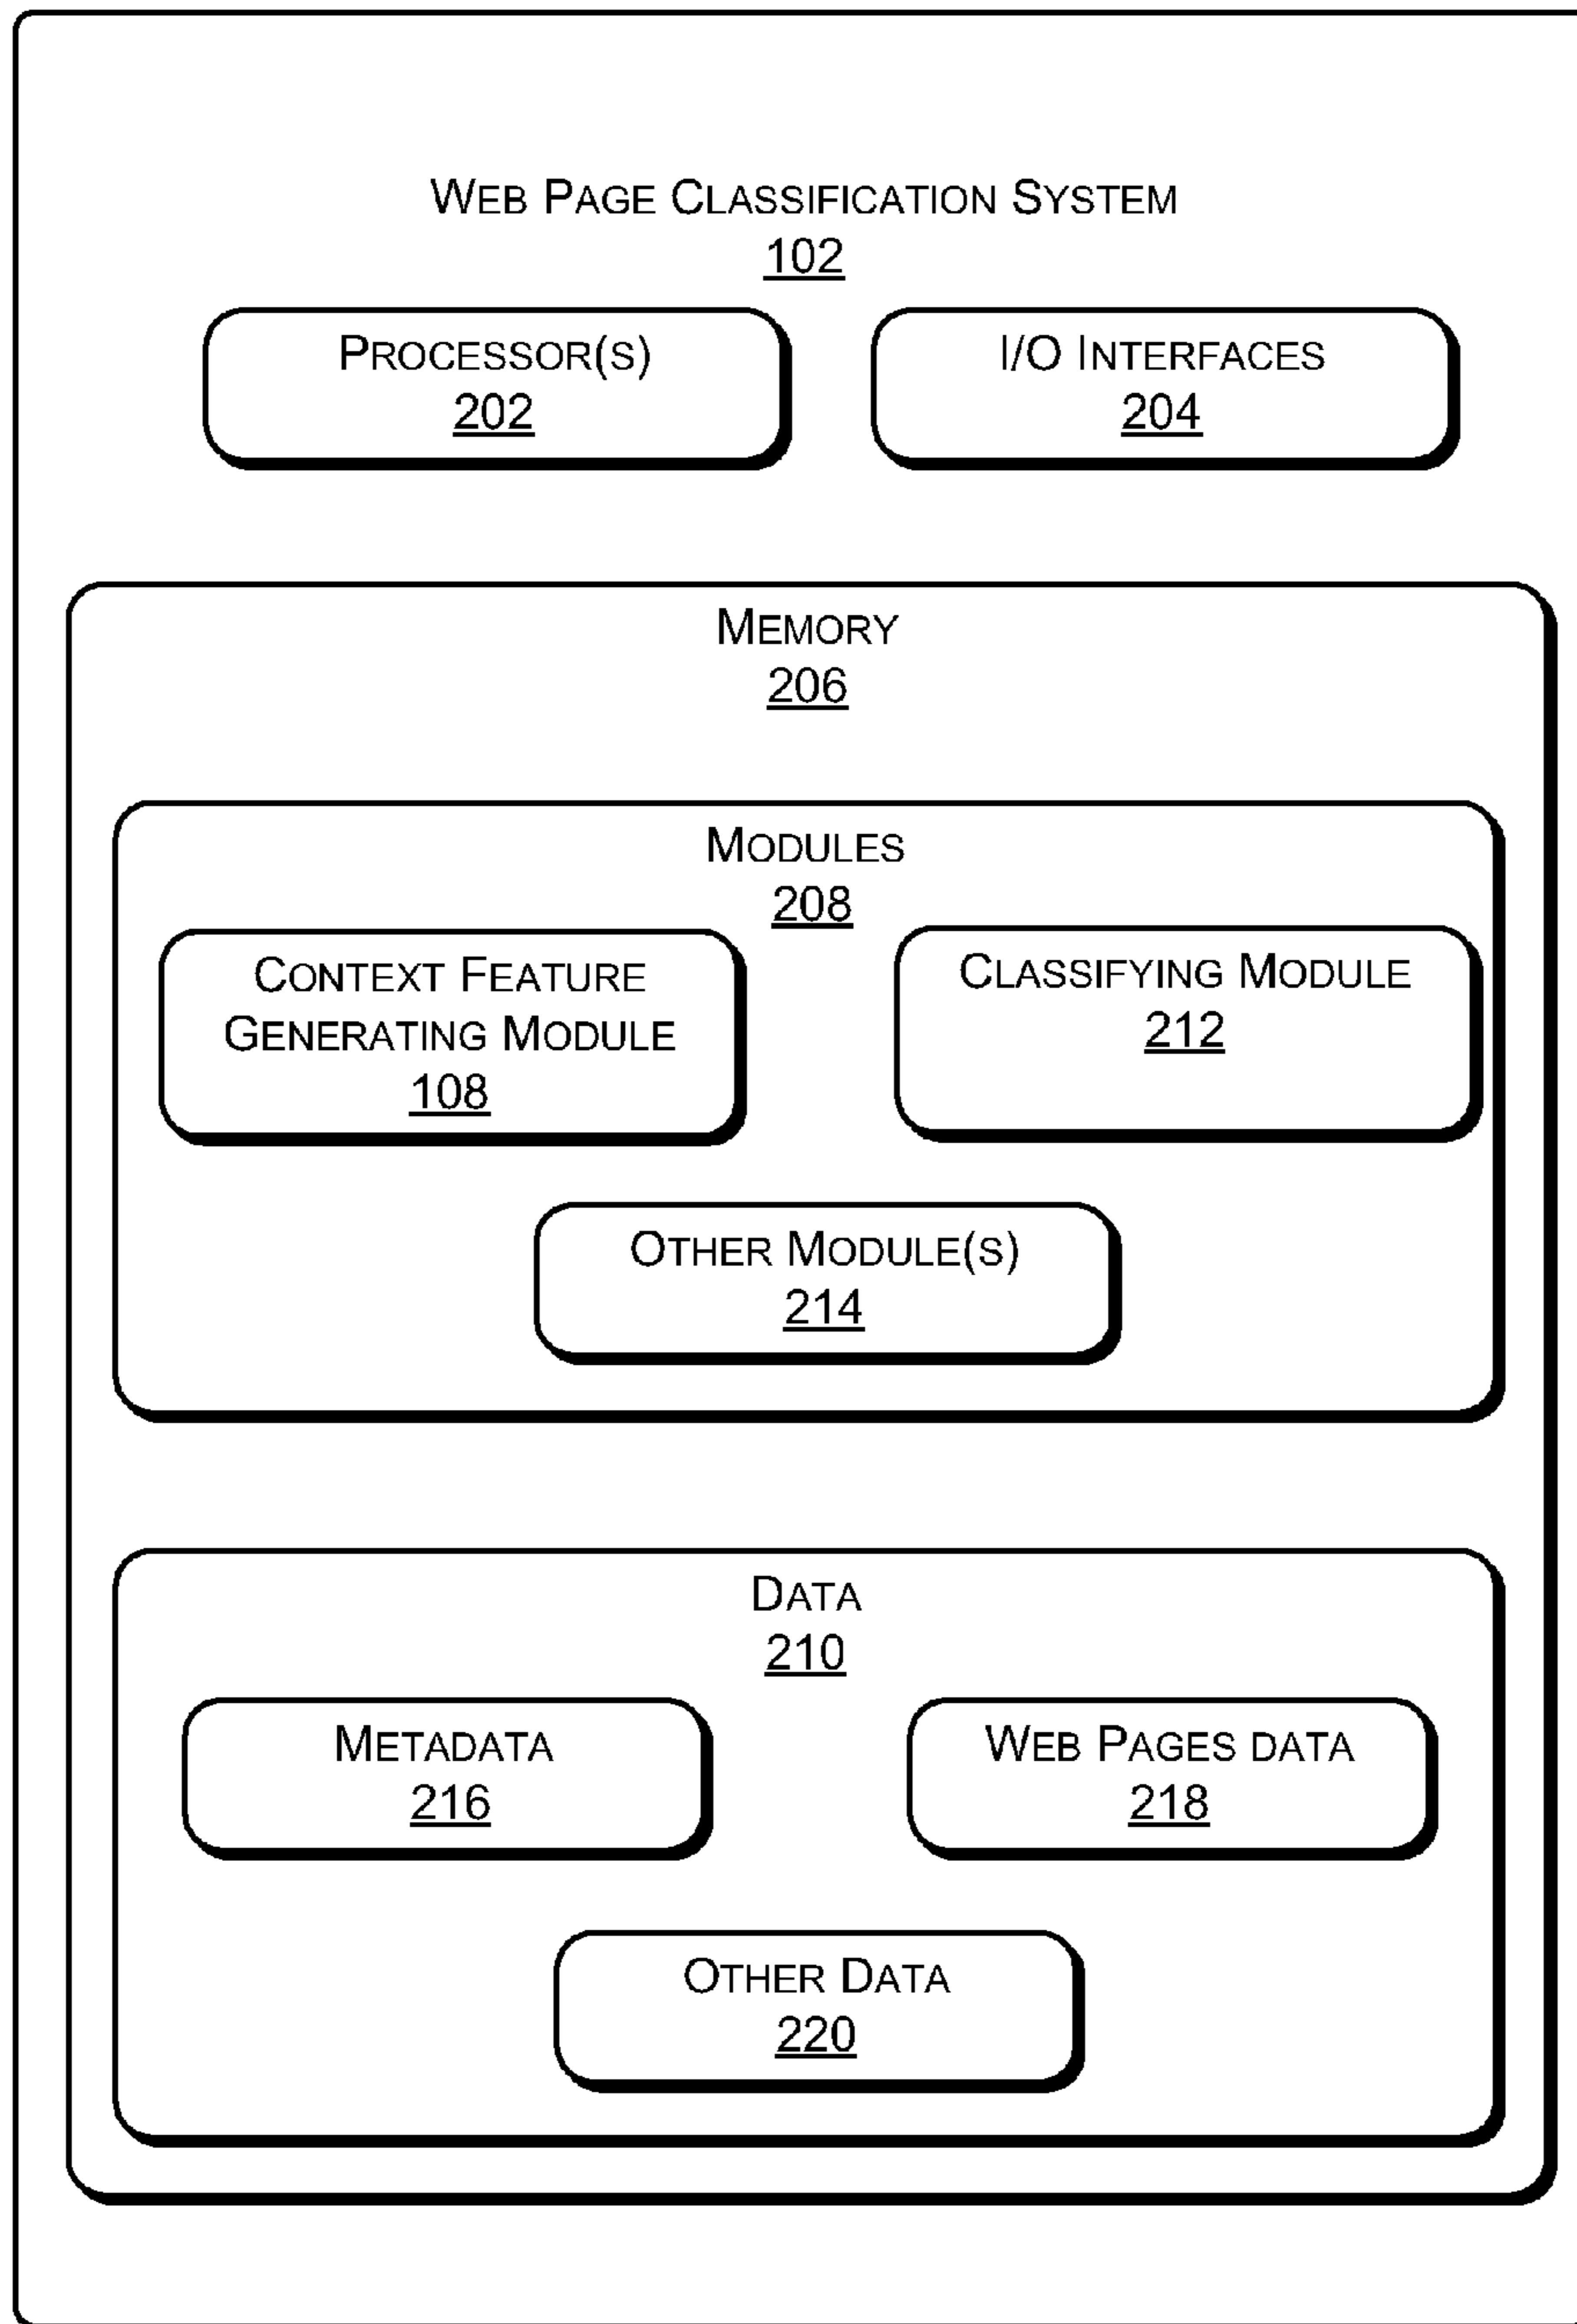 WEB PAGE CLASSIFICATION SYSTEM
102
PROCESSOR(S)
202
I/O INTERFACES
204
MEMORY
206
MODULES
208
CONTEXT FEATURE
GENERATING MODULE
108
CLASSIFYING MODULE
212
OTHER MODULE(S)
214
DATA
210
METADATA
216
WEB PAGES DATA
218
OTHER DATA
220